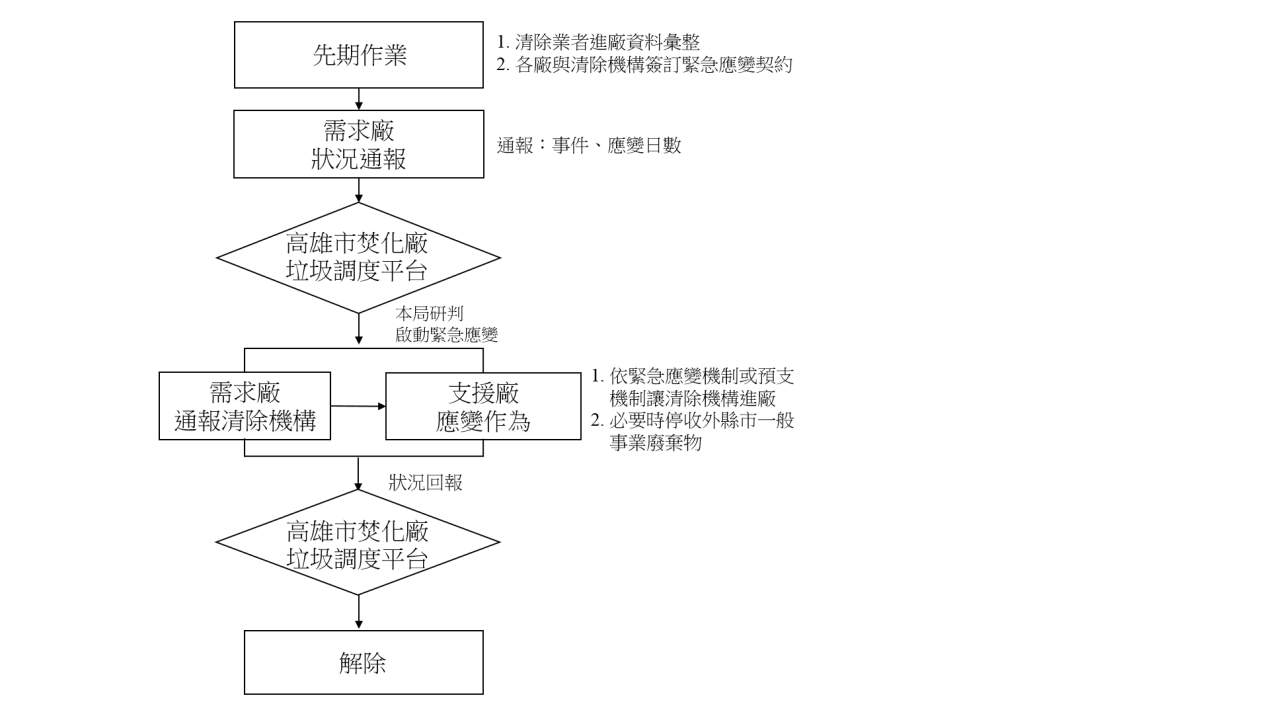 先期作業
1. 清除業者進廠資料彙整
2. 各廠與清除機構簽訂緊急應變契約
需求廠
狀況通報
通報：事件、應變日數
高雄市焚化廠
垃圾調度平台
本局研判
啟動緊急應變
需求廠
通報清除機構
支援廠
應變作為
1. 依緊急應變機制或預支
機制讓清除機構進廠
2. 必要時停收外縣市一般
事業廢棄物
狀況回報
高雄市焚化廠
垃圾調度平台
解除